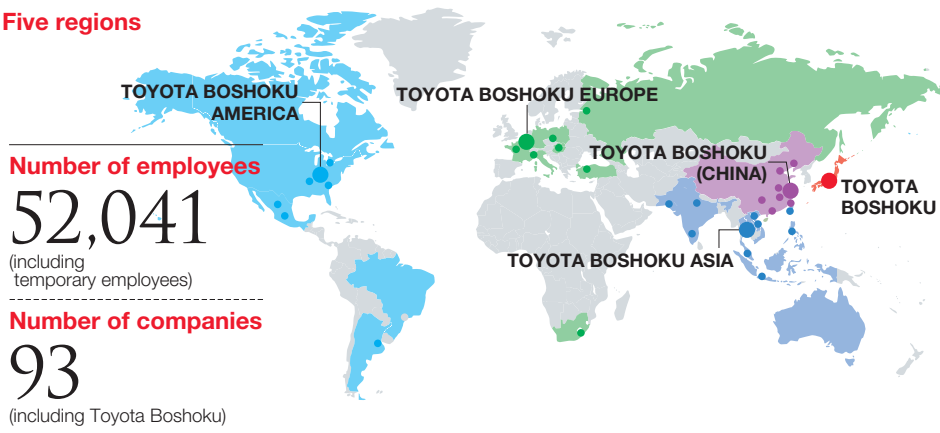 Five regions
TOYOTA BOSHOKU
AMERICA
TOYOTA BOSHOKU EUROPE
TOYOTA BOSHOKU
(CHINA)
TOYOTA
BOSHOKU
TOYOTA BOSHOKU ASIA
Number of employees
52,041
(including
temporary employees)
Number of companies
93
(including Toyota Boshoku)